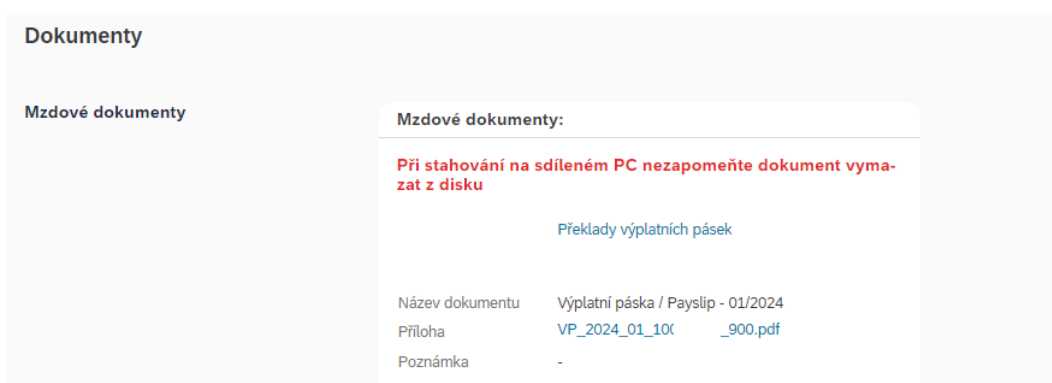 Dokumenty
Mzdové dokumenty
Mzdové dokumenty:
Při stahování na sdíleném PC nezapomeňte dokument vyma-
zat z disku
Překlady výplatních pásek
Název dokumentu Výplatní páska / Payslip - 01/2024
Příloha VP_2024_01_10 _900.pdf
Poznámka -